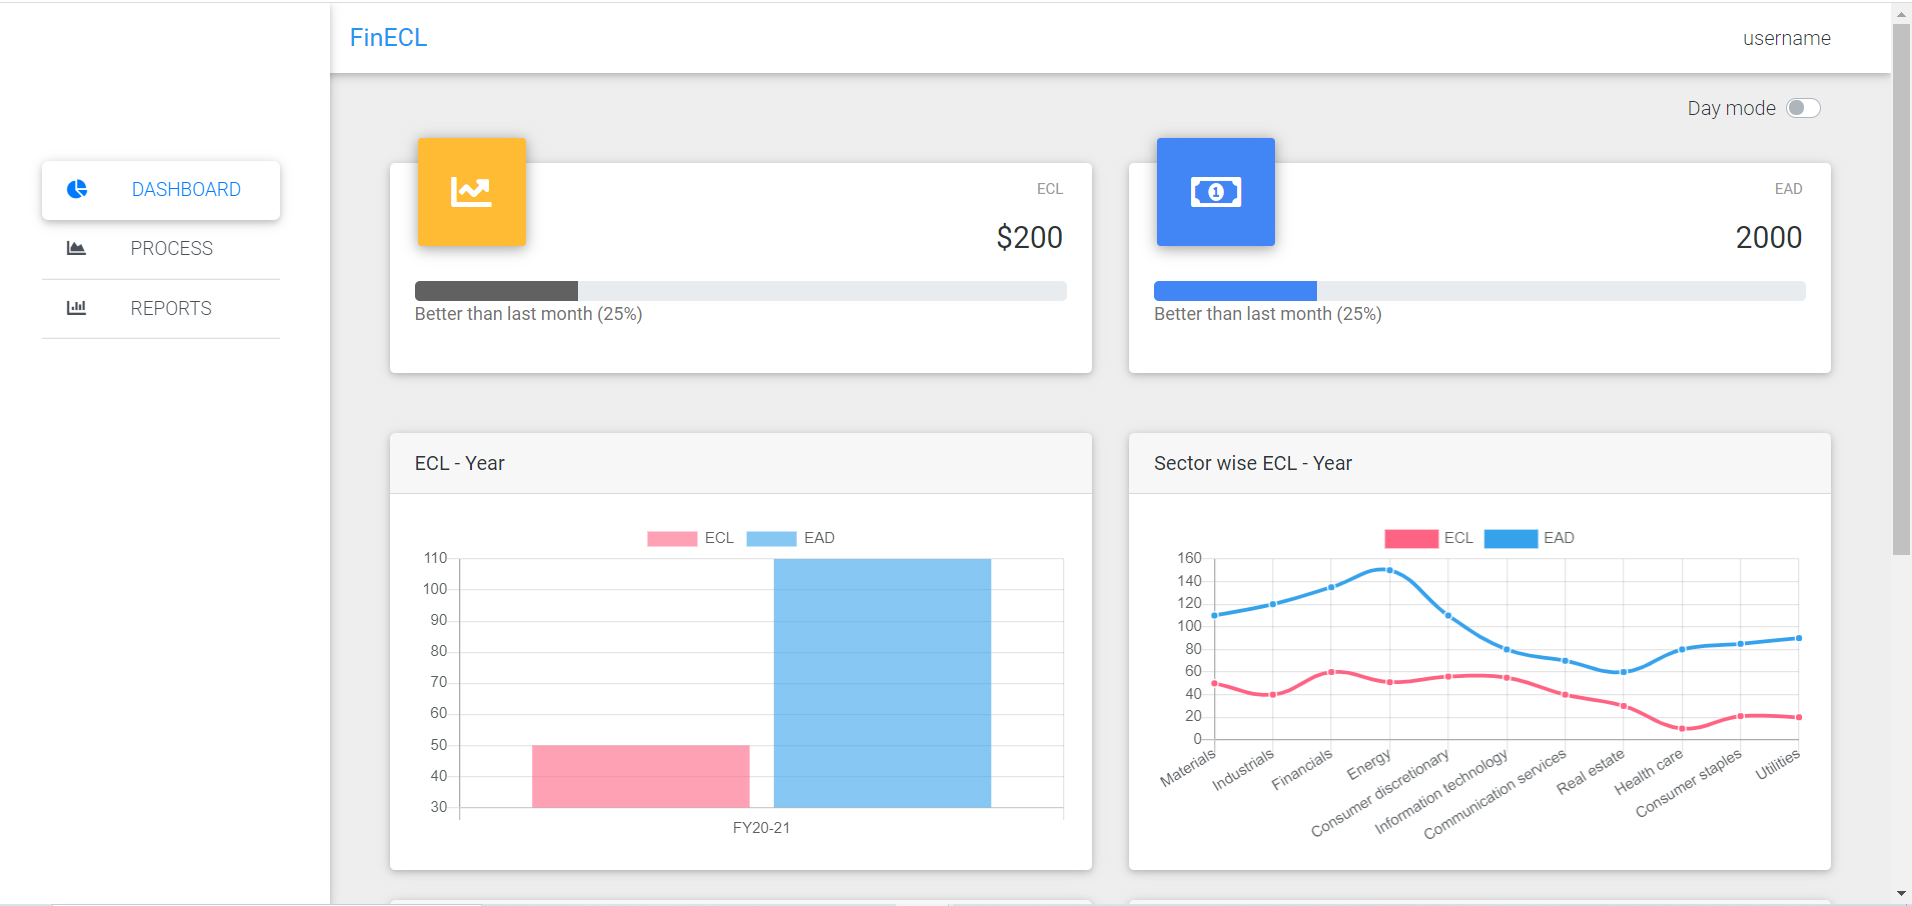 FinECL
username
Day mode
DASHBOARD
PROCESS
REPORTS
ECL
$200
Better than last month (25%)
1
EAD
2000
Better than last month (25%)
ECL - Year
ECL EAD
110
100
90
80
70
60
50
40
30
FY20-21
Sector wise ECL - Year
ECL EAD
160
140
120
100
80
60
40
20
0
Materials
Industrials
Financials
Energy
Consumer discretionary
Information technology
Communication services
Real estate
Health care
Consumer staples
Utilities